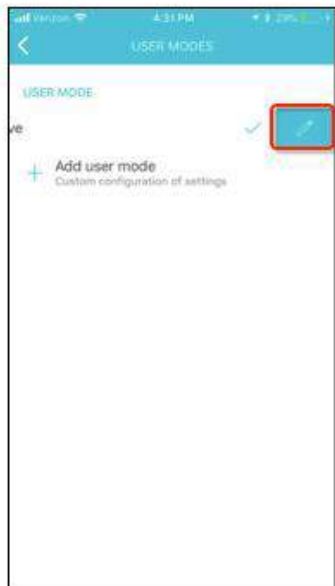 verizon 4:31 PM 29%
USER MODES
USER MODE
ve
Add user mode
Custom configuration of settings